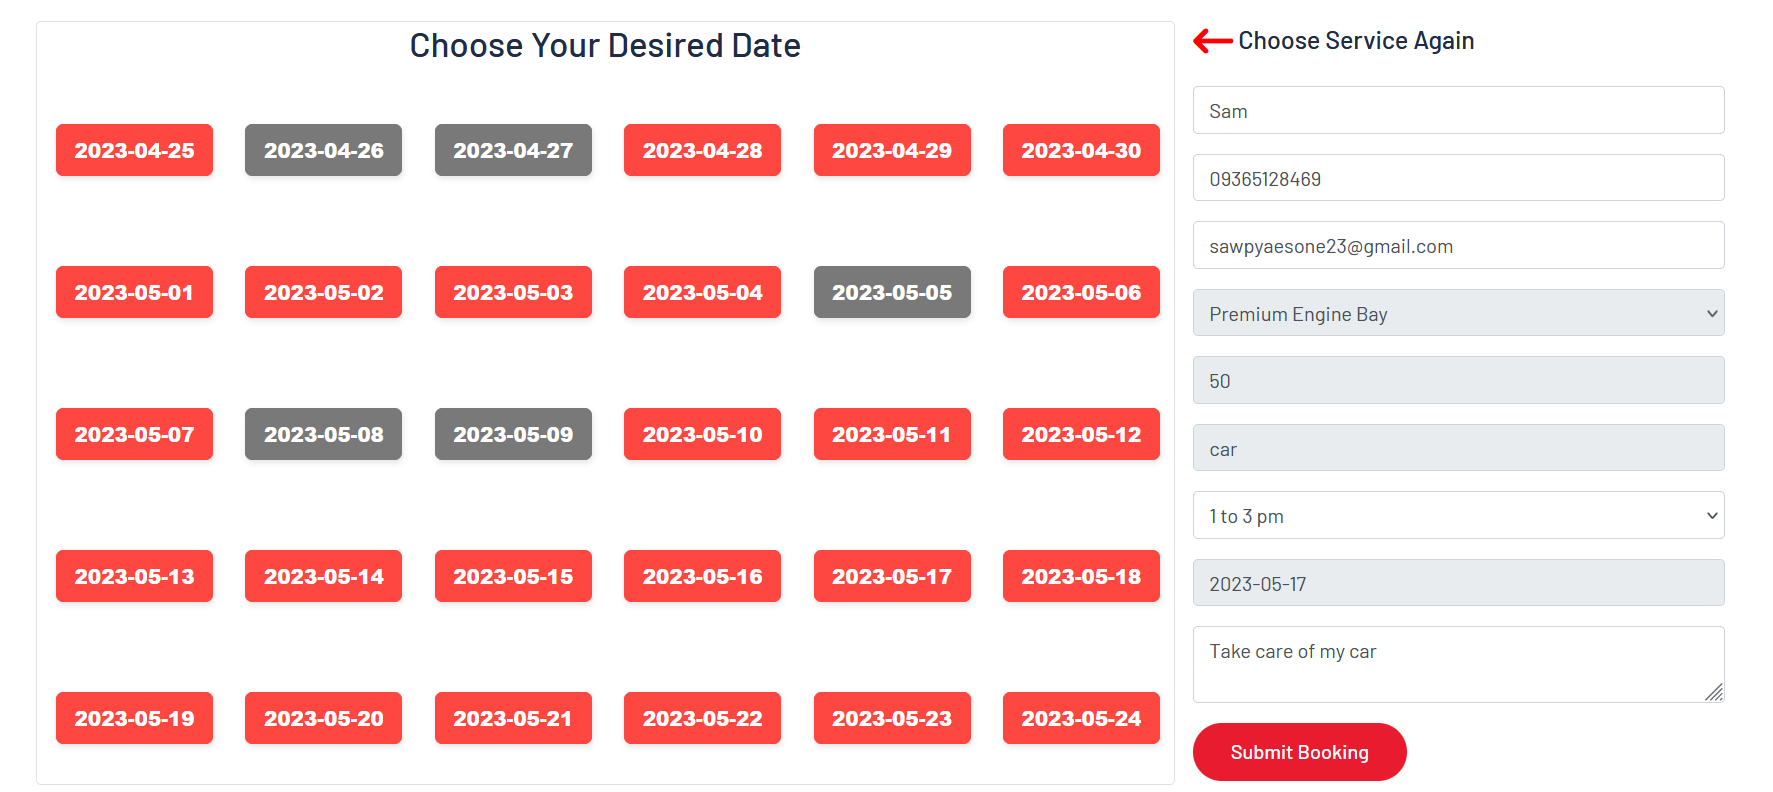 Choose Your Desired Date
2023-04-25 2023-04-26 2023-04-27 2023-04-28 2023-04-29 2023-04-30
2023-05-01 2023-05-02 2023-05-03 2023-05-04 2023-05-05 2023-05-06
2023-05-07 2023-05-08 2023-05-09 2023-05-10 2023-05-11 2023-05-12
2023-05-13 2023-05-14 2023-05-15 2023-05-16 2023-05-17 2023-05-18
2023-05-19 2023-05-20 2023-05-21 2023-05-22 2023-05-23 2023-05-24
Choose Service Again
Sam
09365128469
sawpyaesone23@gmail.com
Premium Engine Bay
50
car
1 to 3 pm
2023-05-17
Take care of my car
Submit Booking